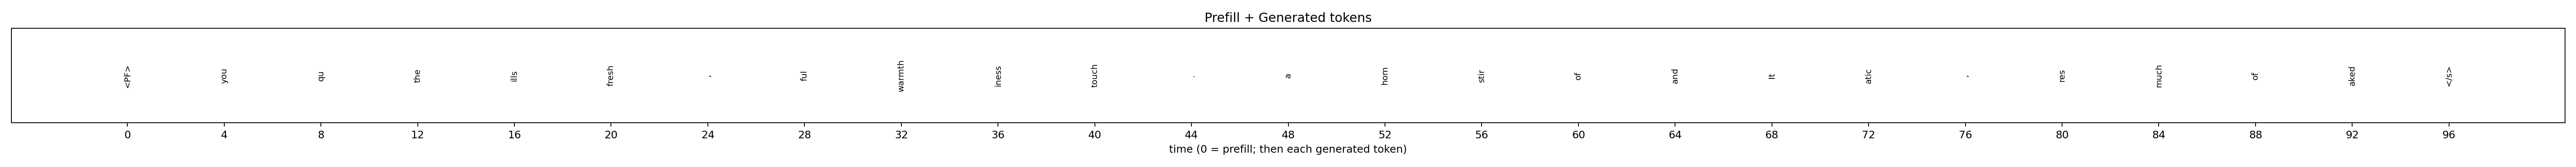 Prefill + Generated tokens
<PF> you qu the ills fresh , ful warmth iness touch . a hom stir of and It atic , res much of aked </s>
0 4 8 12 16 20 24 28 32 36 40 44 48 52 56 60 64 68 72 76 80 84 88 92 96
time (0 = prefill; then each generated token)